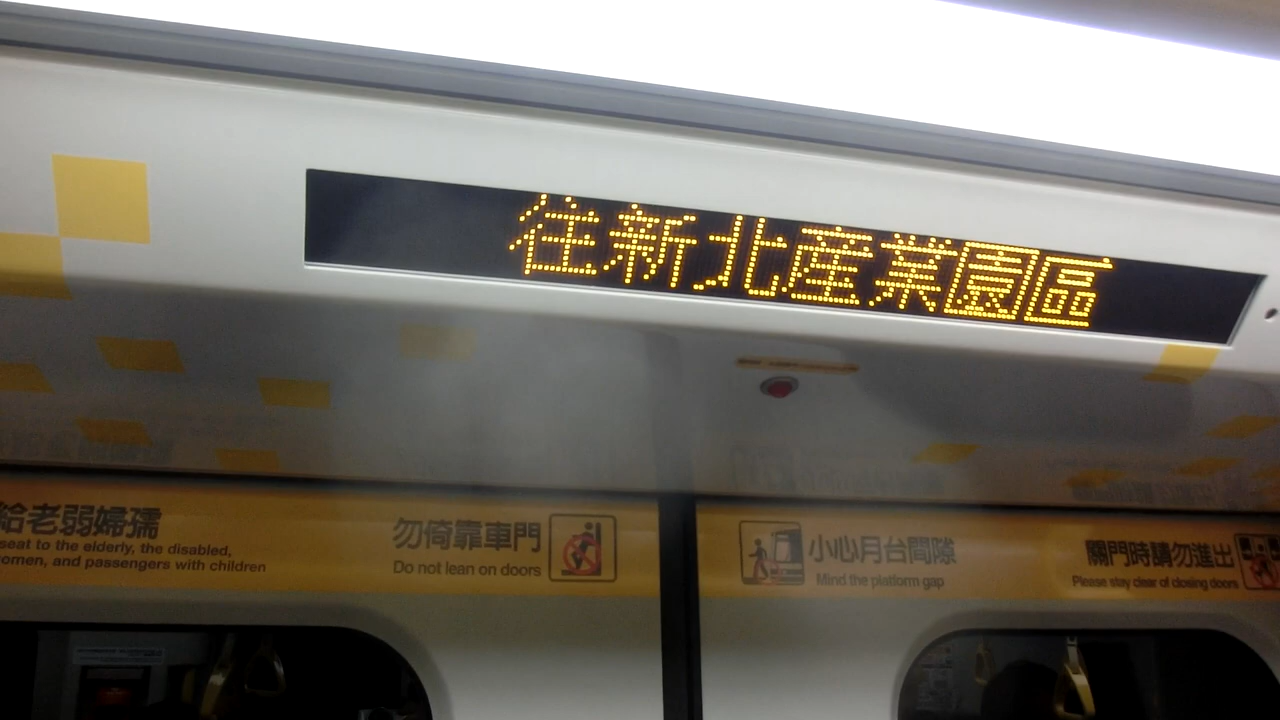 往新北產業園區
給老弱婦孺
seat to the elderly, the disabled,
women, and passengers with children
勿倚靠車門
Do not lean on doors
小心月台間隙
Mind the platform gap
關門時請勿進出
Please stay clear of closing doors